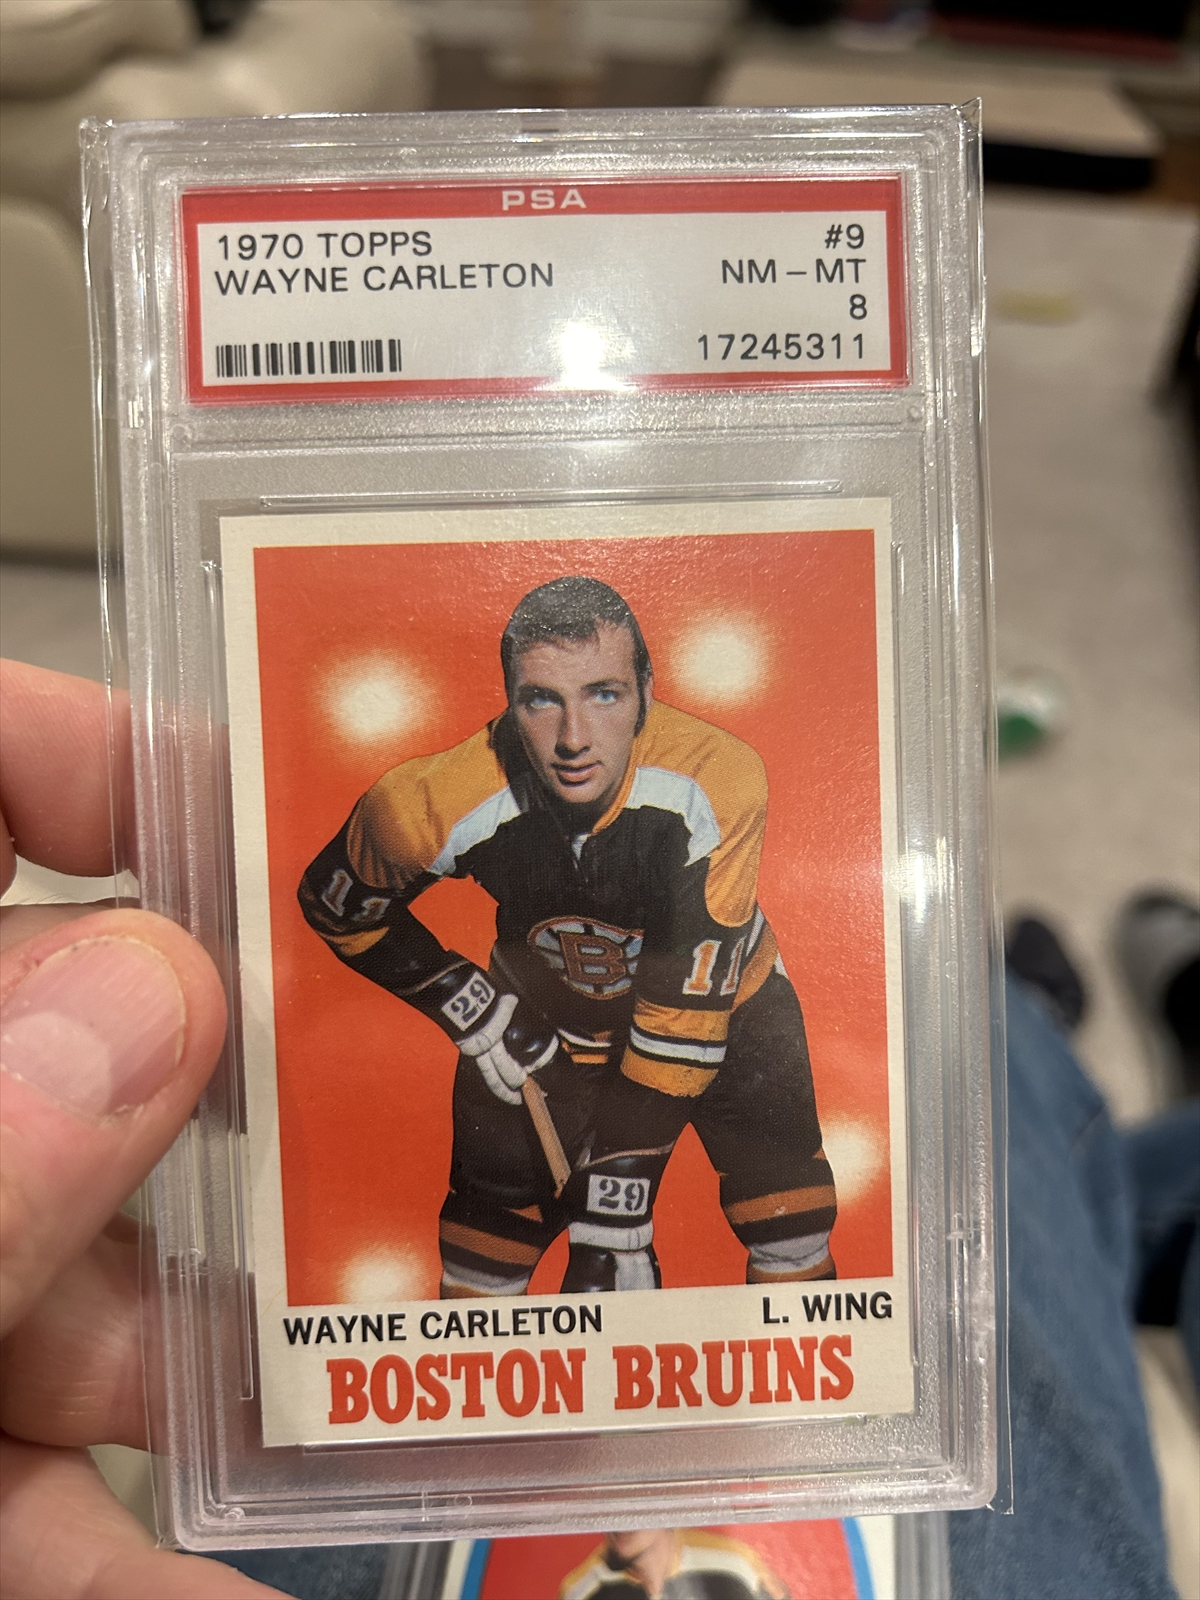 PSA
1970 TOPPS #9
WAYNE CARLETON NM - MT
8
17245311
11
11
B
29
29
WAYNE CARLETON L. WING
BOSTON BRUINS